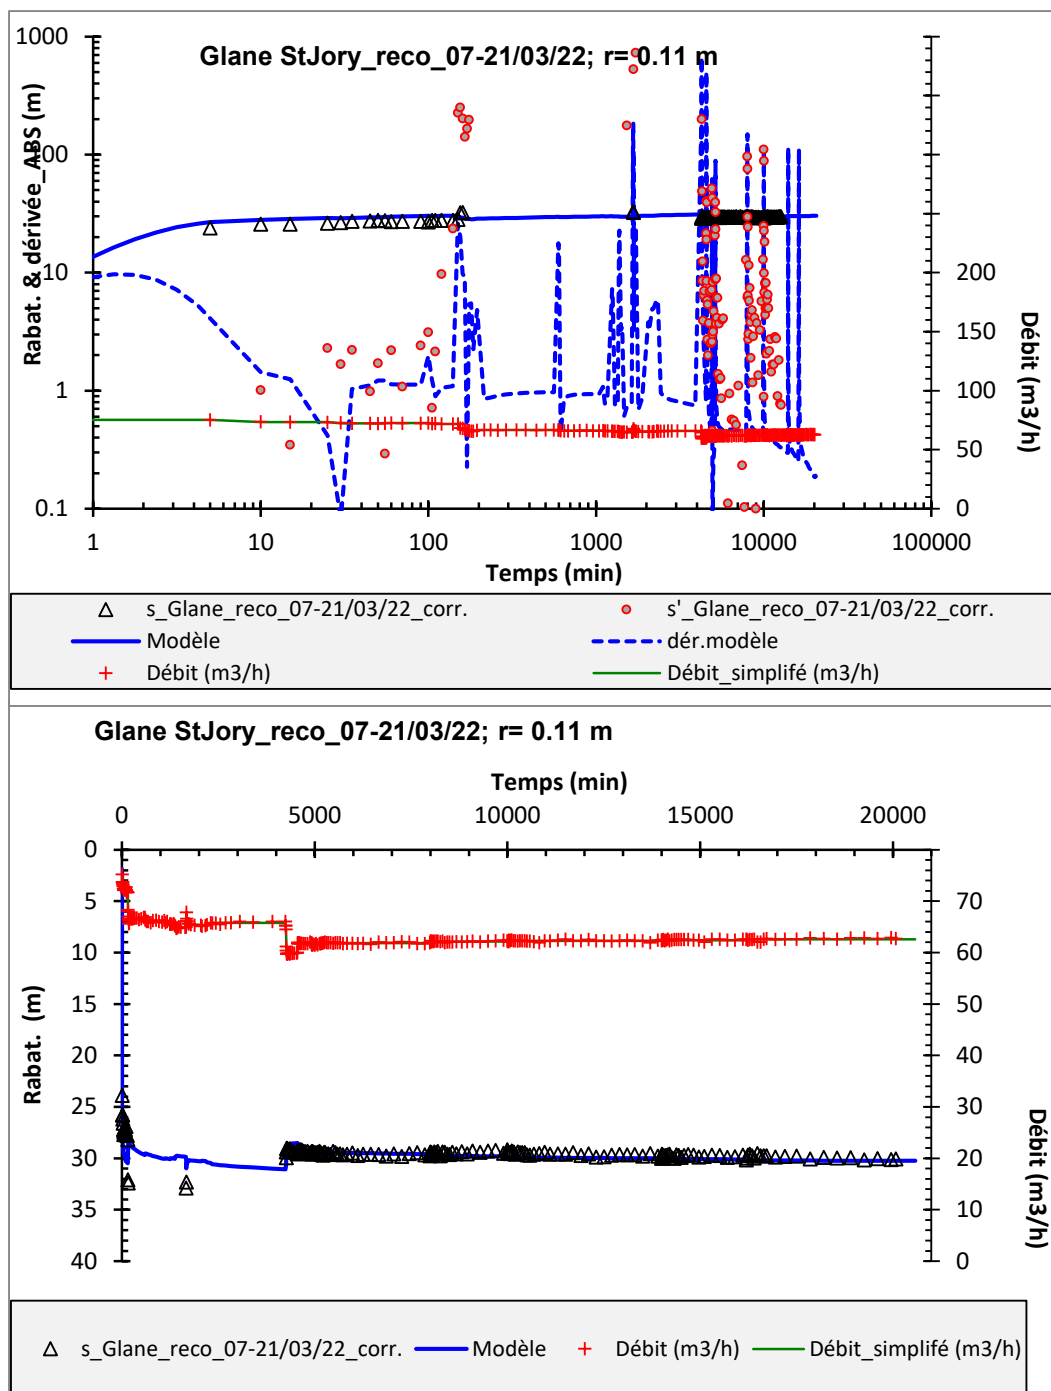 Glane StJory_reco_07-21/03/22; r= 0.11 m
Rabat. & dérivée_ABS (m)
1000
100
10
1
0.1
200
150
100
50
0
Débit (m3/h)
1 10 100 1000 10000 100000
Temps (min)
s_Glane_reco_07-21/03/22_corr. s'_Glane_reco_07-21/03/22_corr.
Modèle dér.modèle
Débit (m3/h) Débit_simplifé (m3/h)
Glane StJory_reco_07-21/03/22; r= 0.11 m
Temps (min)
0 5000 10000 15000 20000
Rabat. (m)
0
5
10
15
20
25
30
35
40
70
60
50
40
30
20
10
0
Débit (m3/h)
s_Glane_reco_07-21/03/22_corr. Modèle Débit (m3/h) Débit_simplifé (m3/h)